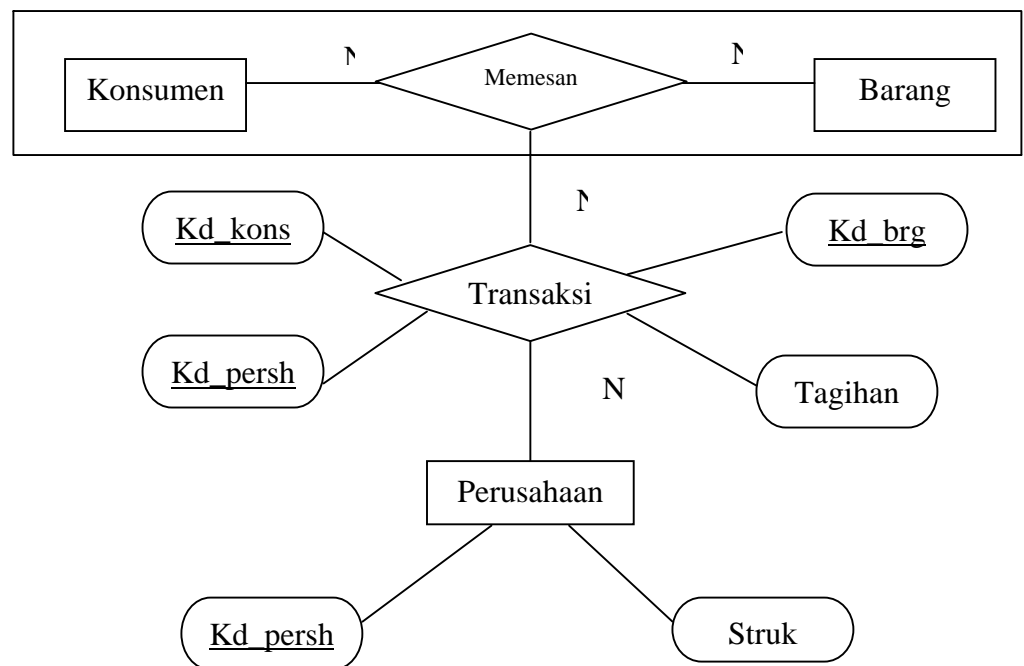 N N
Konsumen Memesan Barang
N
Kd_kons Kd_brg
Transaksi
Kd_persh Tagihan
N
Perusahaan
Kd_persh Struk